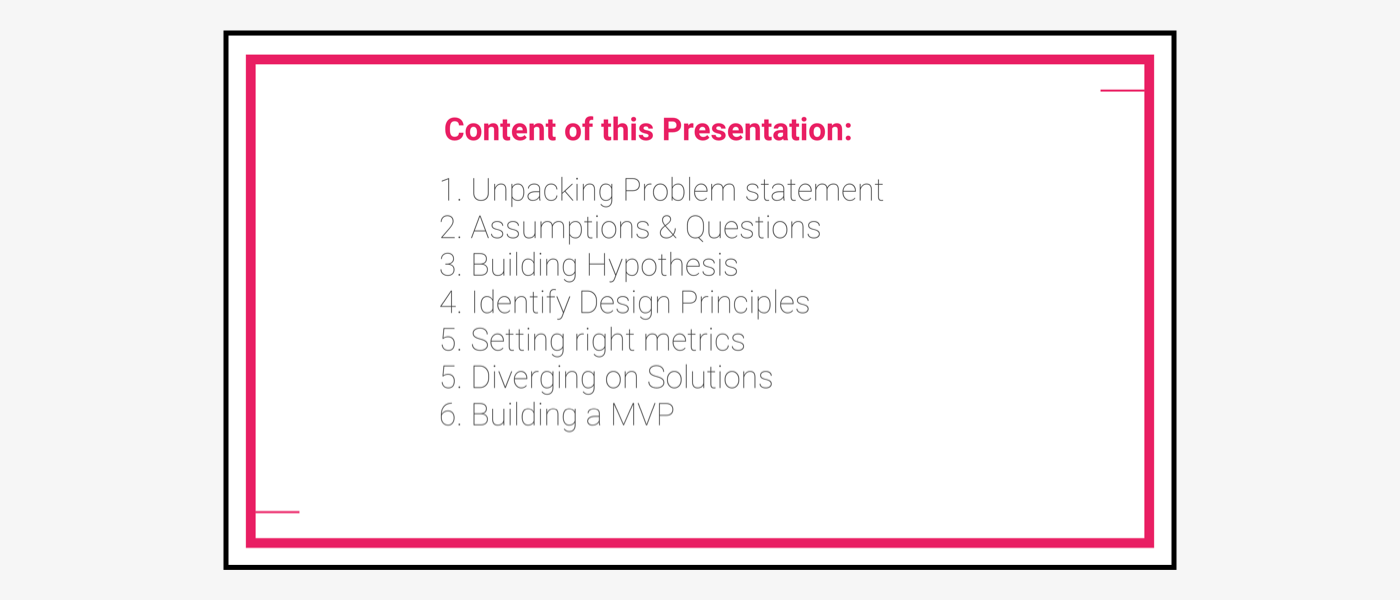 Content of this Presentation:
1. Unpacking Problem statement
2. Assumptions & Questions
3. Building Hypothesis
4. Identify Design Principles
5. Setting right metrics
5. Diverging on Solutions
6. Building a MVP